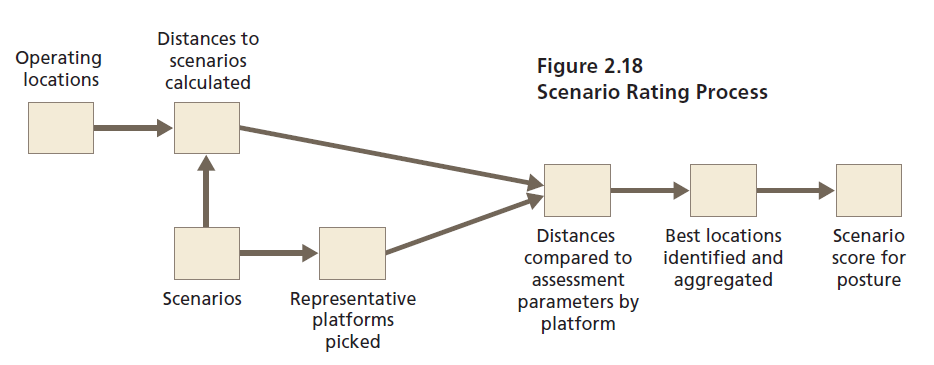 Figure 2.18
Scenario Rating Process
Operating
locations
Distances to
scenarios
calculated
Scenarios
Representative
platforms
picked
Distances
compared to
assessment
parameters by
platform
Best locations
identified and
aggregated
Scenario
score for
posture